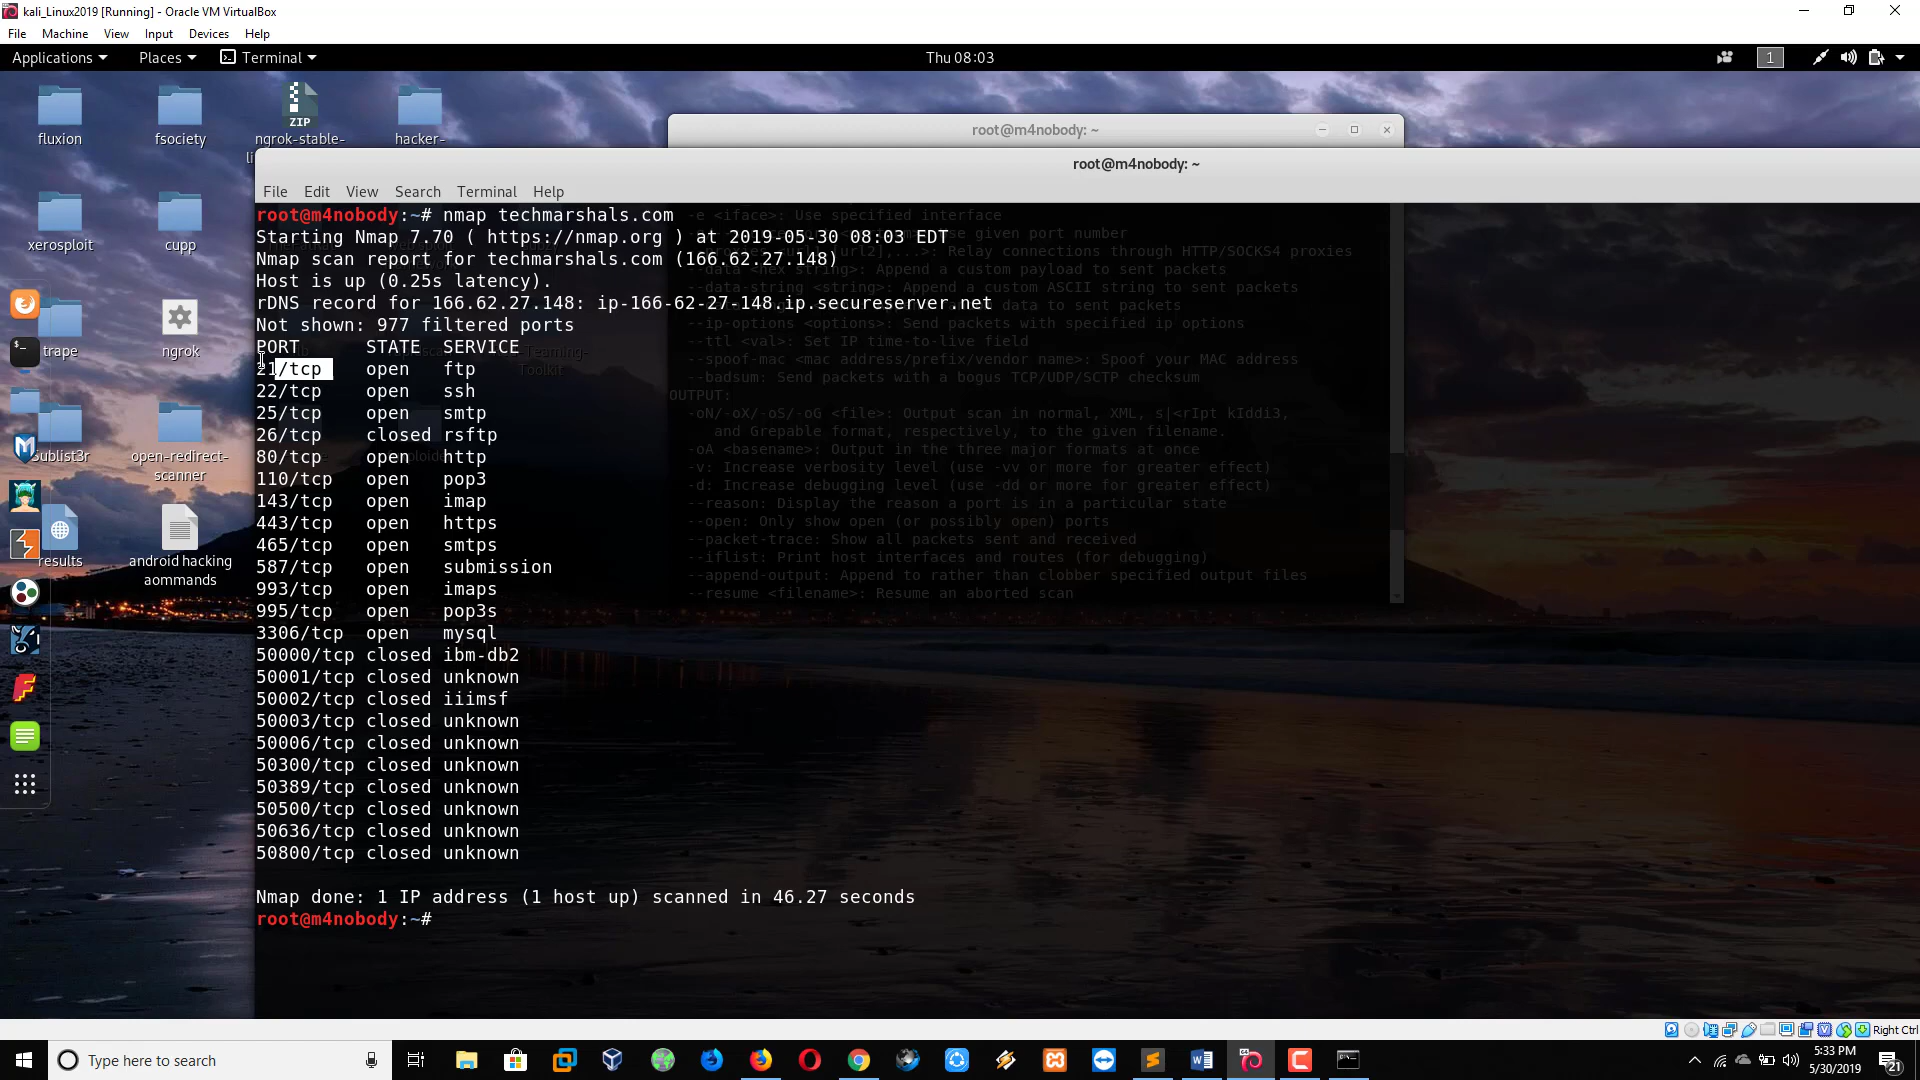 kali_Linux2019 [Running] - Oracle VM VirtualBox
File Machine View Input Devices Help
Applications Places Terminal Thu 08:03 1
fluxion
fsociety
ZIP
ngrok-stable-
hacker-
xerosploit
cupp
trape
ngrok
Sublist3r
open-redirect-
scanner
results
android hacking
aommands
root@m4nobody: ~
root@m4nobody: ~
File Edit View Search Terminal Help
root@m4nobody:~# nmap techmarshals.com
Starting Nmap 7.70 ( https://nmap.org ) at 2019-05-30 08:03 EDT
Nmap scan report for techmarshals.com (166.62.27.148)
Host is up (0.25s latency).
rDNS record for 166.62.27.148: ip-166-62-27-148.ip.secureserver.net
Not shown: 977 filtered ports
PORT STATE SERVICE
21/tcp open ftp
22/tcp open ssh
25/tcp open smtp
26/tcp closed rsftp
80/tcp open http
110/tcp open pop3
143/tcp open imap
443/tcp open https
465/tcp open smtps
587/tcp open submission
993/tcp open imaps
995/tcp open pop3s
3306/tcp open mysql
50000/tcp closed ibm-db2
50001/tcp closed unknown
50002/tcp closed iiimsf
50003/tcp closed unknown
50006/tcp closed unknown
50300/tcp closed unknown
50389/tcp closed unknown
50500/tcp closed unknown
50636/tcp closed unknown
50800/tcp closed unknown
Nmap done: 1 IP address (1 host up) scanned in 46.27 seconds
root@m4nobody:~#
-e <iface>: Use specified interface
use given port number
Relay connections through HTTP/SOCKS4 proxies
--data <hex string>: Append a custom payload to sent packets
--data-string <string>: Append a custom ASCII string to sent packets
data to sent packets
--ip-options <options>: Send packets with specified ip options
--ttl <val>: Set IP time-to-live field
--spoof-mac <mac address/prefix/vendor name>: Spoof your MAC address
--badsum: Send packets with a bogus TCP/UDP/SCTP checksum
OUTPUT:
-oN/-oX/-oS/-oG <file>: Output scan in normal, XML, s|<rIpt kIddi3,
and Grepable format, respectively, to the given filename.
-oA <basename>: Output in the three major formats at once
-v: Increase verbosity level (use -vv or more for greater effect)
-d: Increase debugging level (use -dd or more for greater effect)
--reason: Display the reason a port is in a particular state
--open: Only show open (or possibly open) ports
--packet-trace: Show all packets sent and received
--iflist: Print host interfaces and routes (for debugging)
--append-output: Append to rather than clobber specified output files
--resume <filename>: Resume an aborted scan
Right Ctrl
Type here to search
5:33 PM
5/30/2019
21